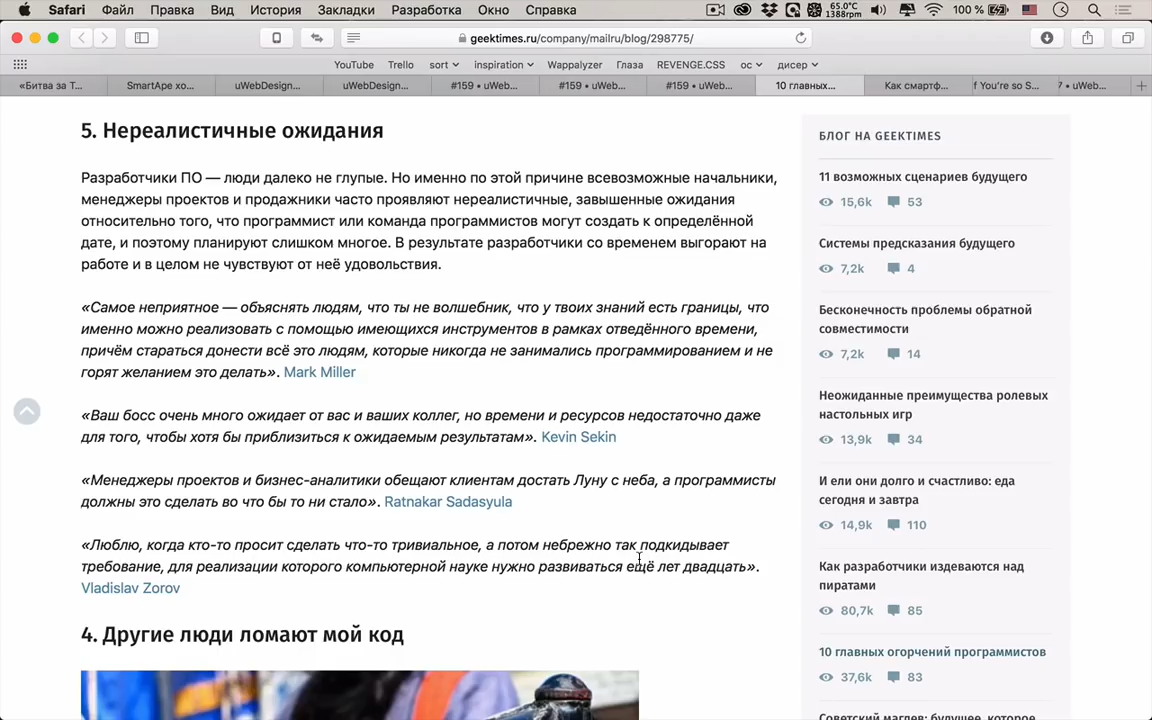 Safari Файл Правка Вид История Закладки Разработка Окно Справка 65.0°C 1388rpm 100 %
geektimes.ru/company/mailru/blog/298775/
YouTube Trello sort inspiration Wappalyzer Глаза REVENGE.CSS ос дисер
«Битва за Т... SmartApe хо... uWebDesign... uWebDesign... #159 • uWeb... #159 • uWeb... #159 • uWeb... 10 главных... Как смартф... f You're so S... 7 • uWeb...
5. Нереалистичные ожидания
Разработчики ПО — люди далеко не глупые. Но именно по этой причине всевозможные начальники,
менеджеры проектов и продажники часто проявляют нереалистичные, завышенные ожидания
относительно того, что программист или команда программистов могут создать к определённой
дате, и поэтому планируют слишком многое. В результате разработчики со временем выгорают на
работе и в целом не чувствуют от неё удовольствия.
«Самое неприятное — объяснять людям, что ты не волшебник, что у твоих знаний есть границы, что
именно можно реализовать с помощью имеющихся инструментов в рамках отведённого времени,
причём стараться донести всё это людям, которые никогда не занимались программированием и не
горят желанием это делать». Mark Miller
«Ваш босс очень много ожидает от вас и ваших коллег, но времени и ресурсов недостаточно даже
для того, чтобы хотя бы приблизиться к ожидаемым результатам». Kevin Sekin
«Менеджеры проектов и бизнес-аналитики обещают клиентам достать Луну с неба, а программисты
должны это сделать во что бы то ни стало». Ratnakar Sadasyula
«Люблю, когда кто-то просит сделать что-то тривиальное, а потом небрежно так подкидывает
требование, для реализации которого компьютерной науке нужно развиваться ещё лет двадцать».
Vladislav Zorov
4. Другие люди ломают мой код
БЛОГ НА GEEKTIMES
11 возможных сценариев будущего
15,6k 53
Системы предсказания будущего
7,2k 4
Бесконечность проблемы обратной
совместимости
7,2k 14
Неожиданные преимущества ролевых
настольных игр
13,9k 34
И ели они долго и счастливо: еда
сегодня и завтра
14,9k 110
Как разработчики издеваются над
пиратами
80,7k 85
10 главных огорчений программистов
37,6k 83
Советский маглев: будущее, которое